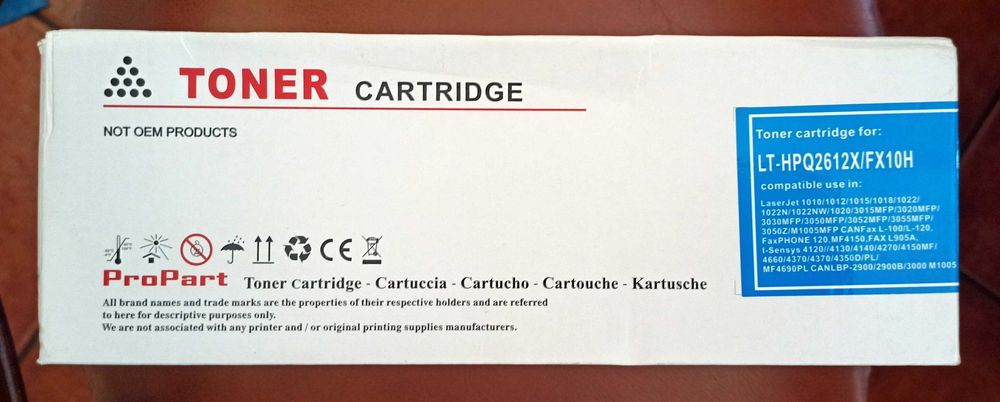 TONER CARTRIDGE
NOT OEM PRODUCTS
Toner cartridge for:
LT-HPQ2612X/FX10H
compatible use in:
LaserJet 1010/1012/1015/1018/1022/
1022N/1022NW/1020/3015MFP/3020MFP/
3030MFP/3050MFP/3052MFP/3055MFP/
3050Z/M1005MFP CANFax L-100/L-120,
FaxPHONE 120,MF4150,FAX L905A,
I-Sensys 4120//4130/4140/4270/4150MF/
4660/4370/4370/4350D/PL/
MF4690PL CANLBP-2900/2900B/3000 M1005
CE
ProPart Toner Cartridge - Cartuccia - Cartucho - Cartouche - Kartusche
All brand names and trade marks are the properties of their respective holders and are referred
to here for descriptive purposes only.
We are not associated with any printer and / or original printing supplies manufacturers.